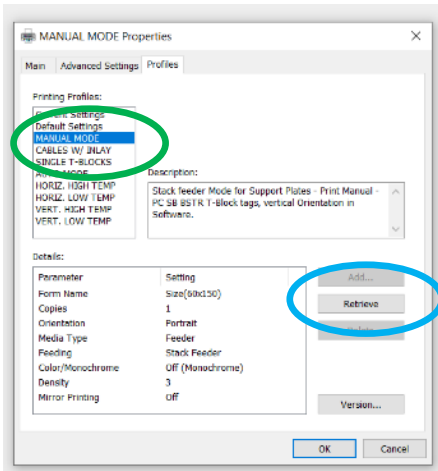 MANUAL MODE Properties
Main Advanced Settings Profiles
Printing Profiles:
Current Settings
Default Settings
MANUAL MODE
CABLES W/ INLAY
SINGLE T-BLOCKS
AUTO MODE
HORIZ. HIGH TEMP
HORIZ. LOW TEMP
VERT. HIGH TEMP
VERT. LOW TEMP
Description:
Stack feeder Mode for Support Plates - Print Manual -
PC SB BSTR T-Block tags, vertical Orientation in
Software.
Details:
Parameter Setting
Form Name Size(60x150)
Copies 1
Orientation Portrait
Media Type Feeder
Feeding Stack Feeder
Color/Monochrome Off (Monochrome)
Density 3
Mirror Printing Off
Add...
Retrieve
Delete...
Version...
OK Cancel